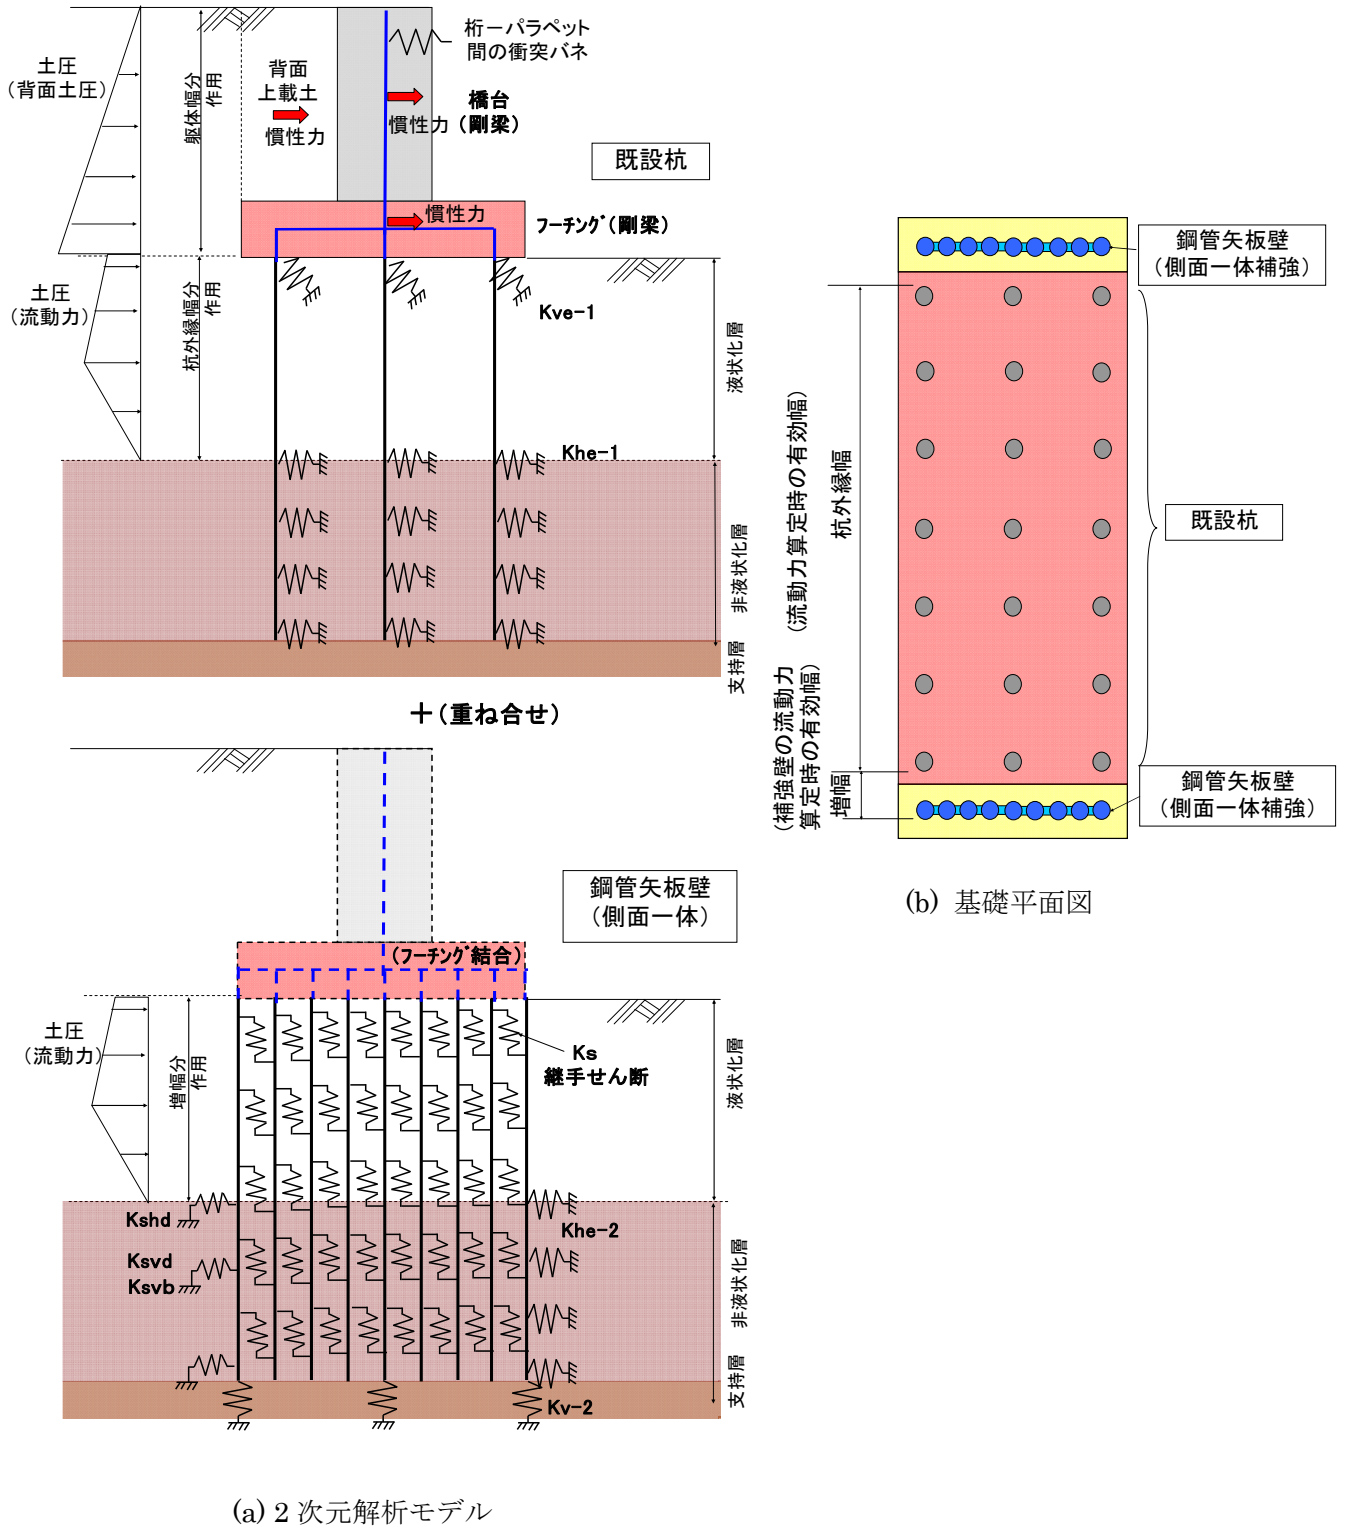 桁－パラペット
間の衝突バネ
土圧
（背面土圧）
躯体幅分
作用
背面
上載土
慣性力
橋台
慣性力（剛梁）
既設杭
慣性力
フーチング（剛梁）
土圧
（流動力）
杭外縁幅分
作用
Kve-1
液状化層
Khe-1
非液状化層
支持層
＋（重ね合せ）
鋼管矢板壁
（側面一体）
（フーチング結合）
土圧
（流動力）
増幅分
作用
Ks
継手せん断
液状化層
Kshd
Khe-2
Ksvd
Ksvb
非液状化層
支持層
Kv-2
(a) 2 次元解析モデル
鋼管矢板壁
（側面一体補強）
杭外縁幅
（流動力算定時の有効幅）
既設杭
（補強壁の流動力
算定時の有効幅）
増幅
鋼管矢板壁
（側面一体補強）
(b) 基礎平面図